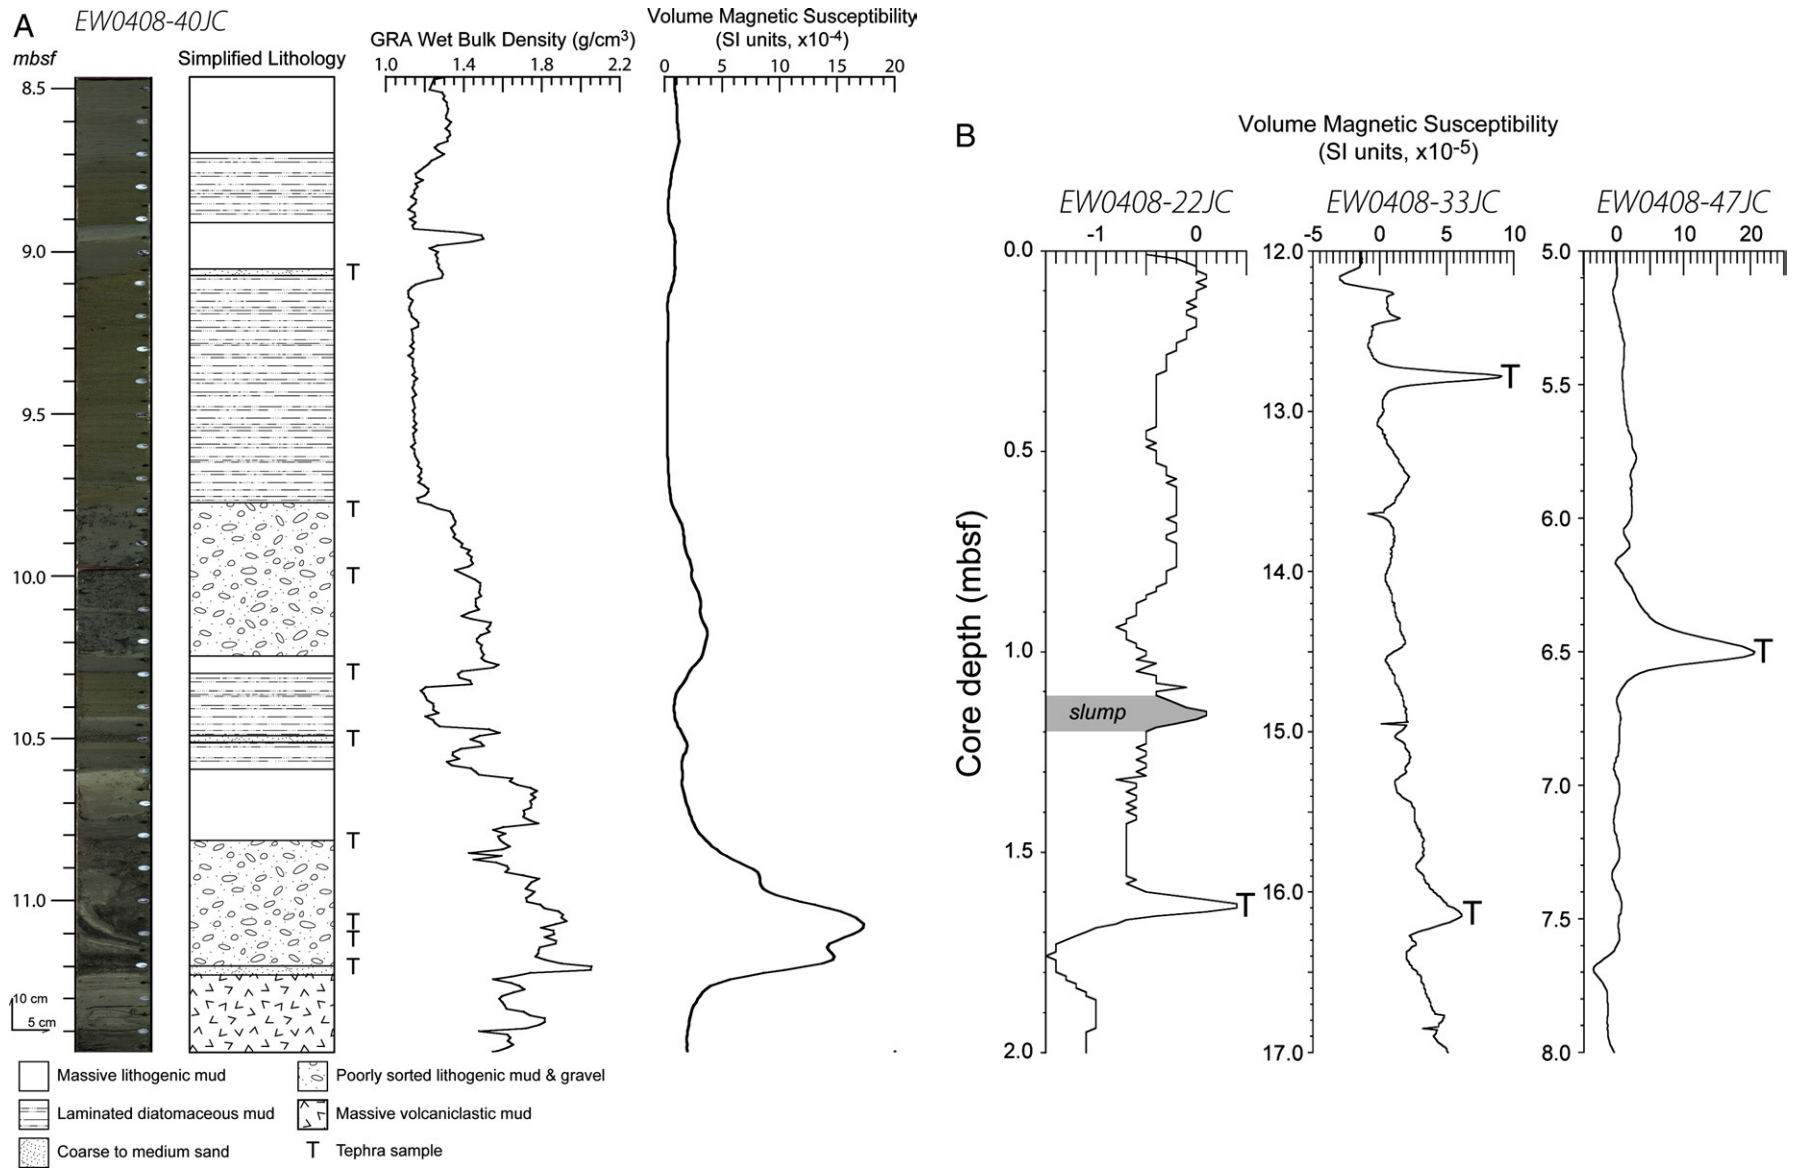 A
EW0408-40JC
mbsf
Simplified Lithology
GRA Wet Bulk Density (g/cm3)
1.0 1.4 1.8 2.2
Volume Magnetic Susceptibility
(SI units, x10-4)
0 5 10 15 20
8.5
9.0
9.5
10.0
10.5
11.0
T
T
T
T
T
T
T
T
T
10 cm
5 cm
Massive lithogenic mud
Laminated diatomaceous mud
Coarse to medium sand
Poorly sorted lithogenic mud & gravel
Massive volcaniclastic mud
T Tephra sample
B
Volume Magnetic Susceptibility
(SI units, x10-5)
Core depth (mbsf)
EW0408-22JC
-1 0
0.0
0.5
1.0
1.5
2.0
slump
T
EW0408-33JC
-5 0 5 10
12.0
13.0
14.0
15.0
16.0
17.0
T
T
EW0408-47JC
0 10 20
5.0
5.5
6.0
6.5
7.0
7.5
8.0
T